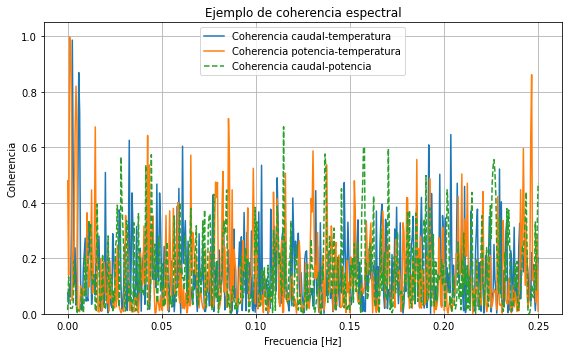 Ejemplo de coherencia espectral
Coherencia caudal-temperatura
Coherencia potencia-temperatura
Coherencia caudal-potencia
Coherencia
1.0
0.8
0.6
0.4
0.2
0.0
0.00 0.05 0.10 0.15 0.20 0.25
Frecuencia [Hz]